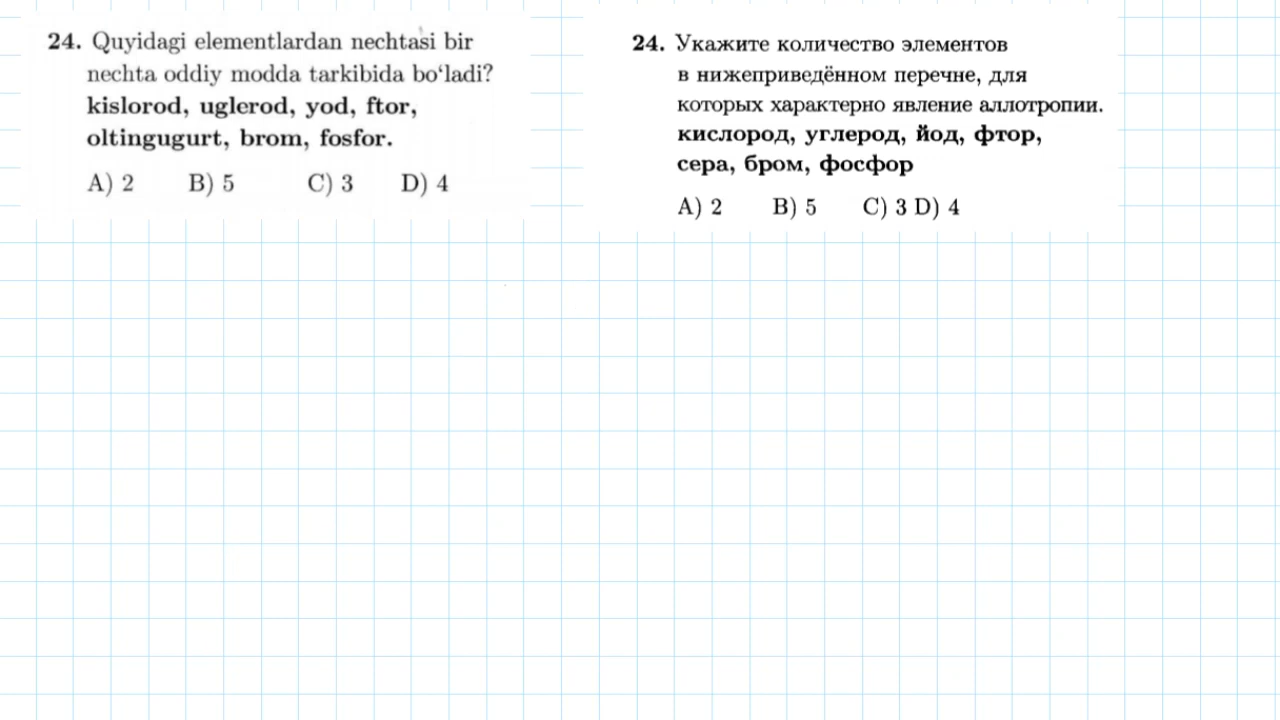 24. Quyidagi elementlardan nechtasi bir
nechta oddiy modda tarkibida bo‘ladi?
kislorod, uglerod, yod, ftor,
oltingugurt, brom, fosfor.
A) 2 B) 5 C) 3 D) 4
24. Укажите количество элементов
в нижеприведённом перечне, для
которых характерно явление аллотропии.
кислород, углерод, йод, фтор,
сера, бром, фосфор
A) 2 B) 5 C) 3 D) 4